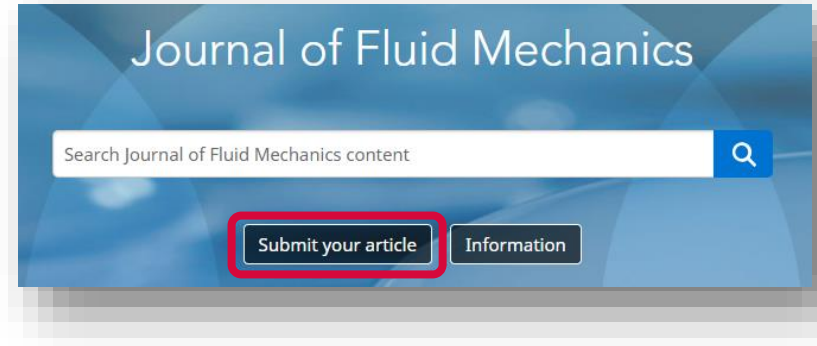 Journal of Fluid Mechanics
Search Journal of Fluid Mechanics content
Submit your article Information